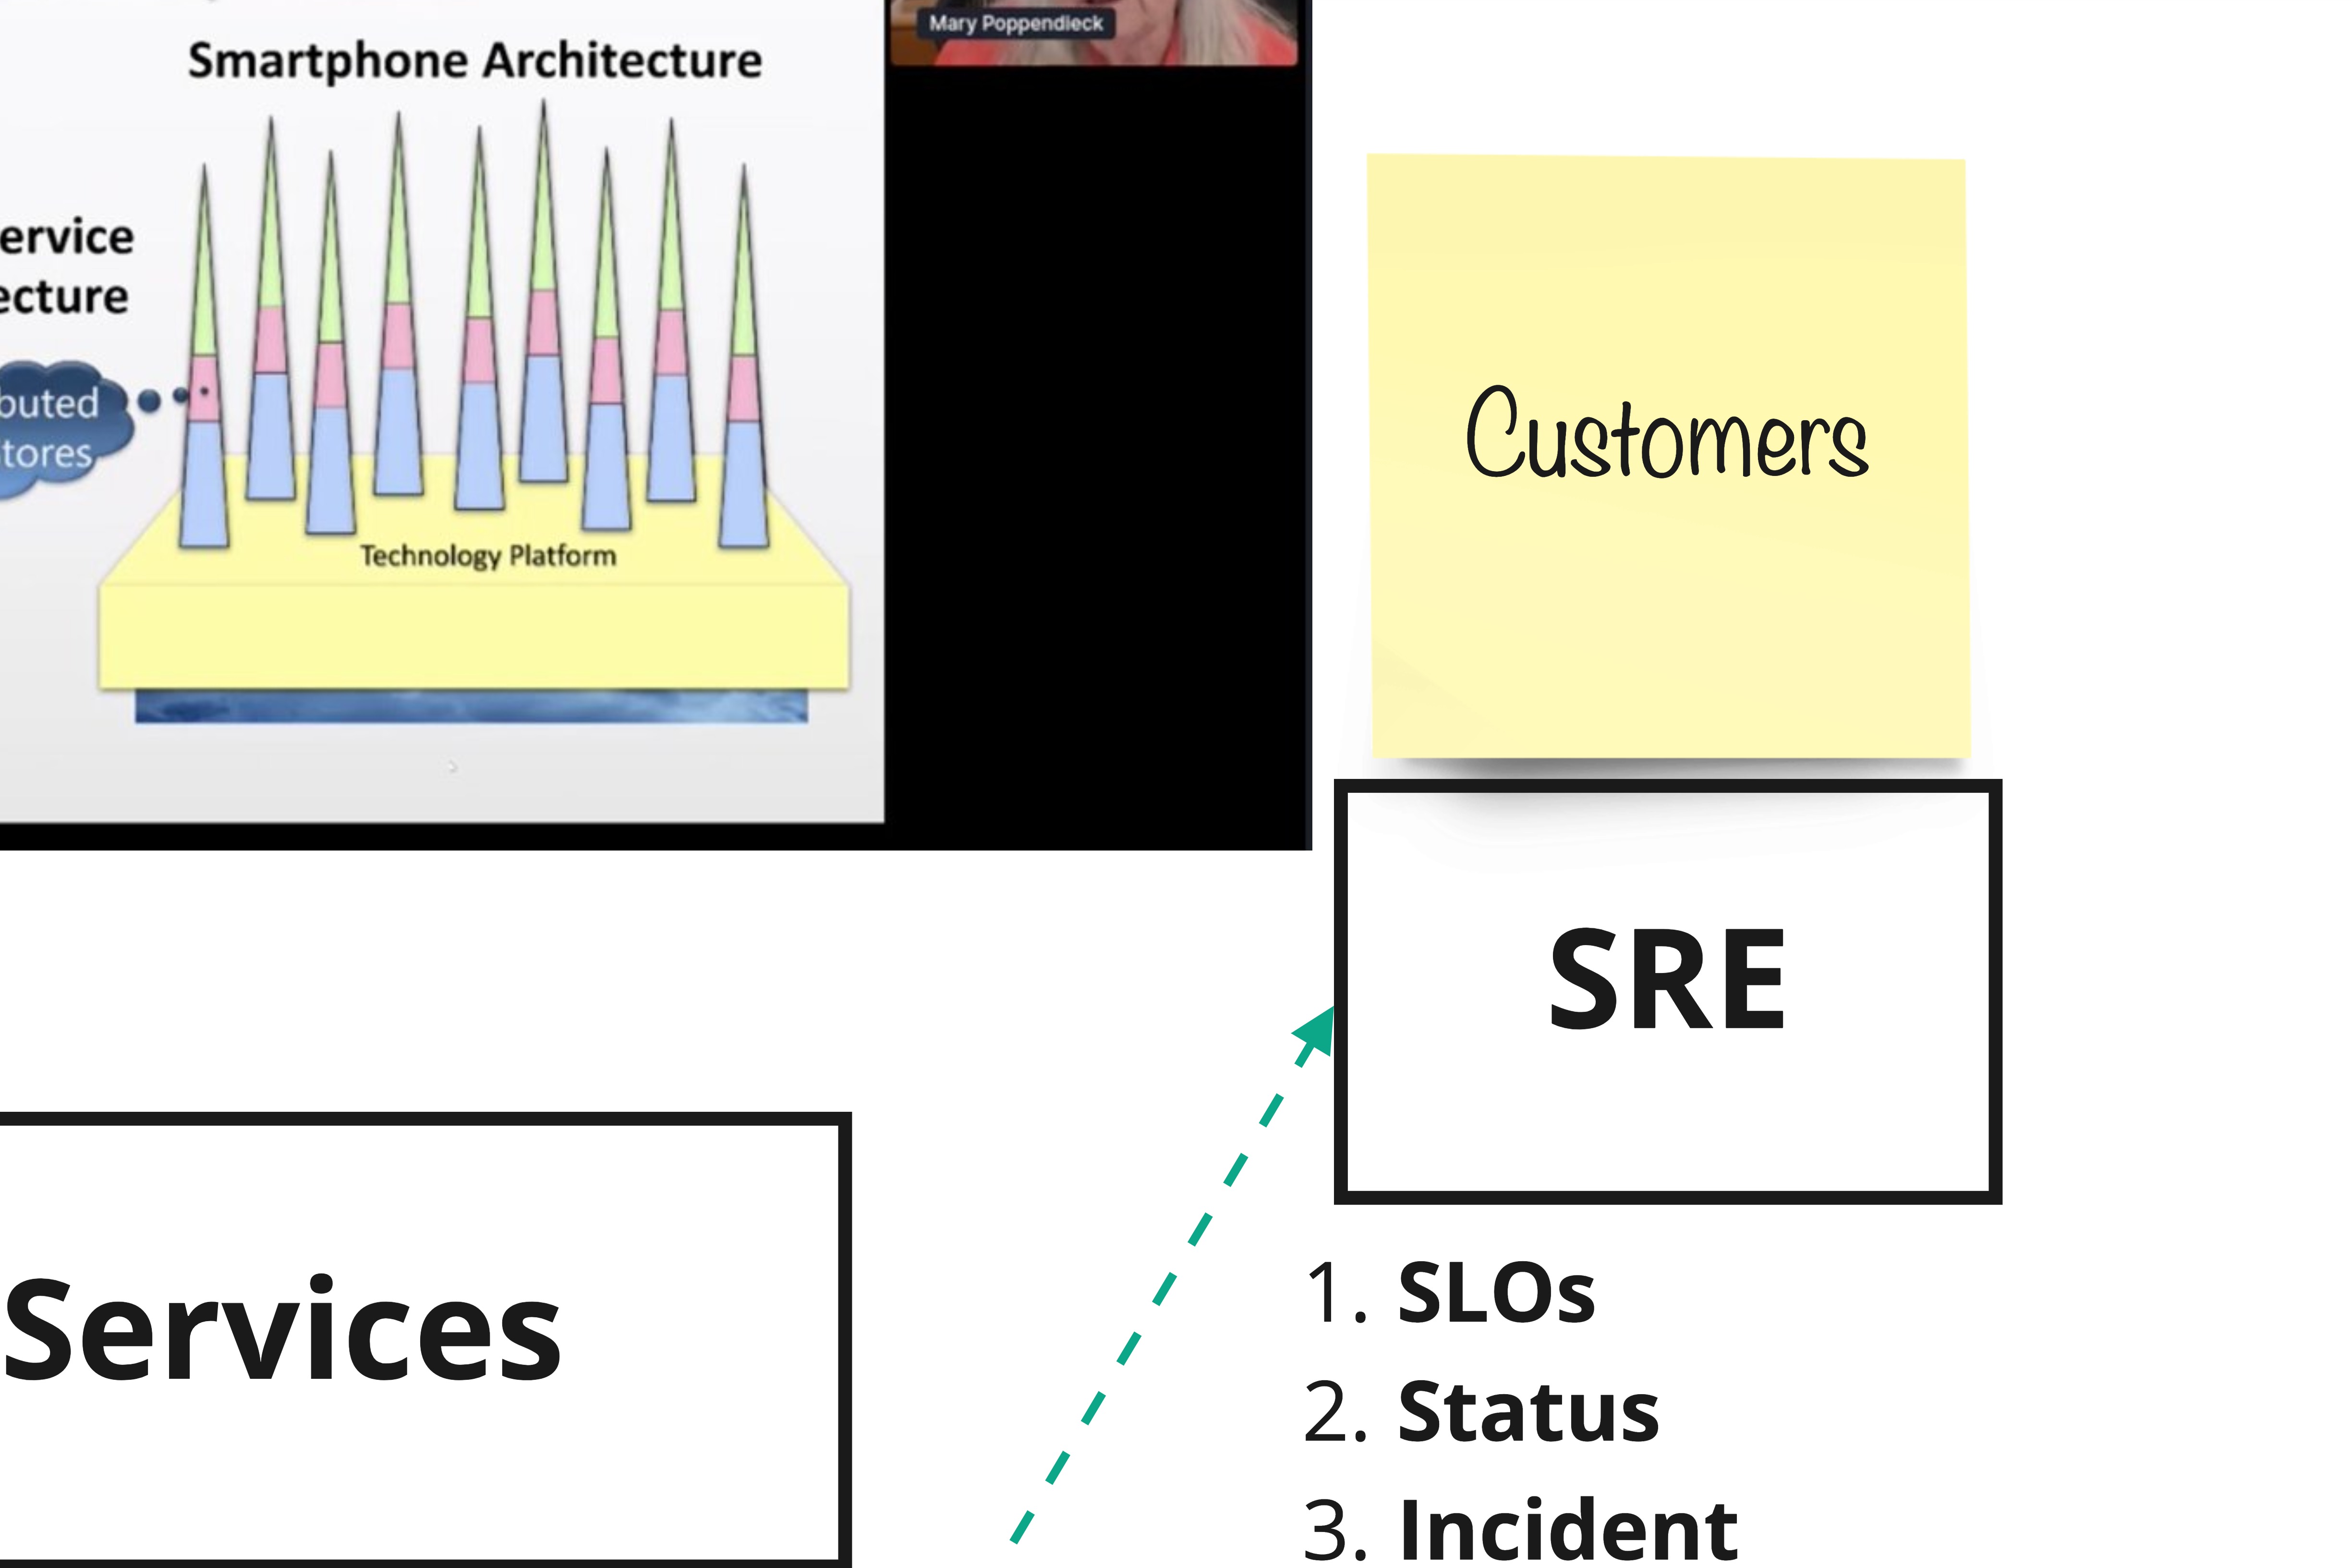 Mary Poppendieck
Smartphone Architecture
ervice
ecture
buted
tores
Technology Platform
Customers
SRE
Services
1. SLOs
2. Status
3. Incident